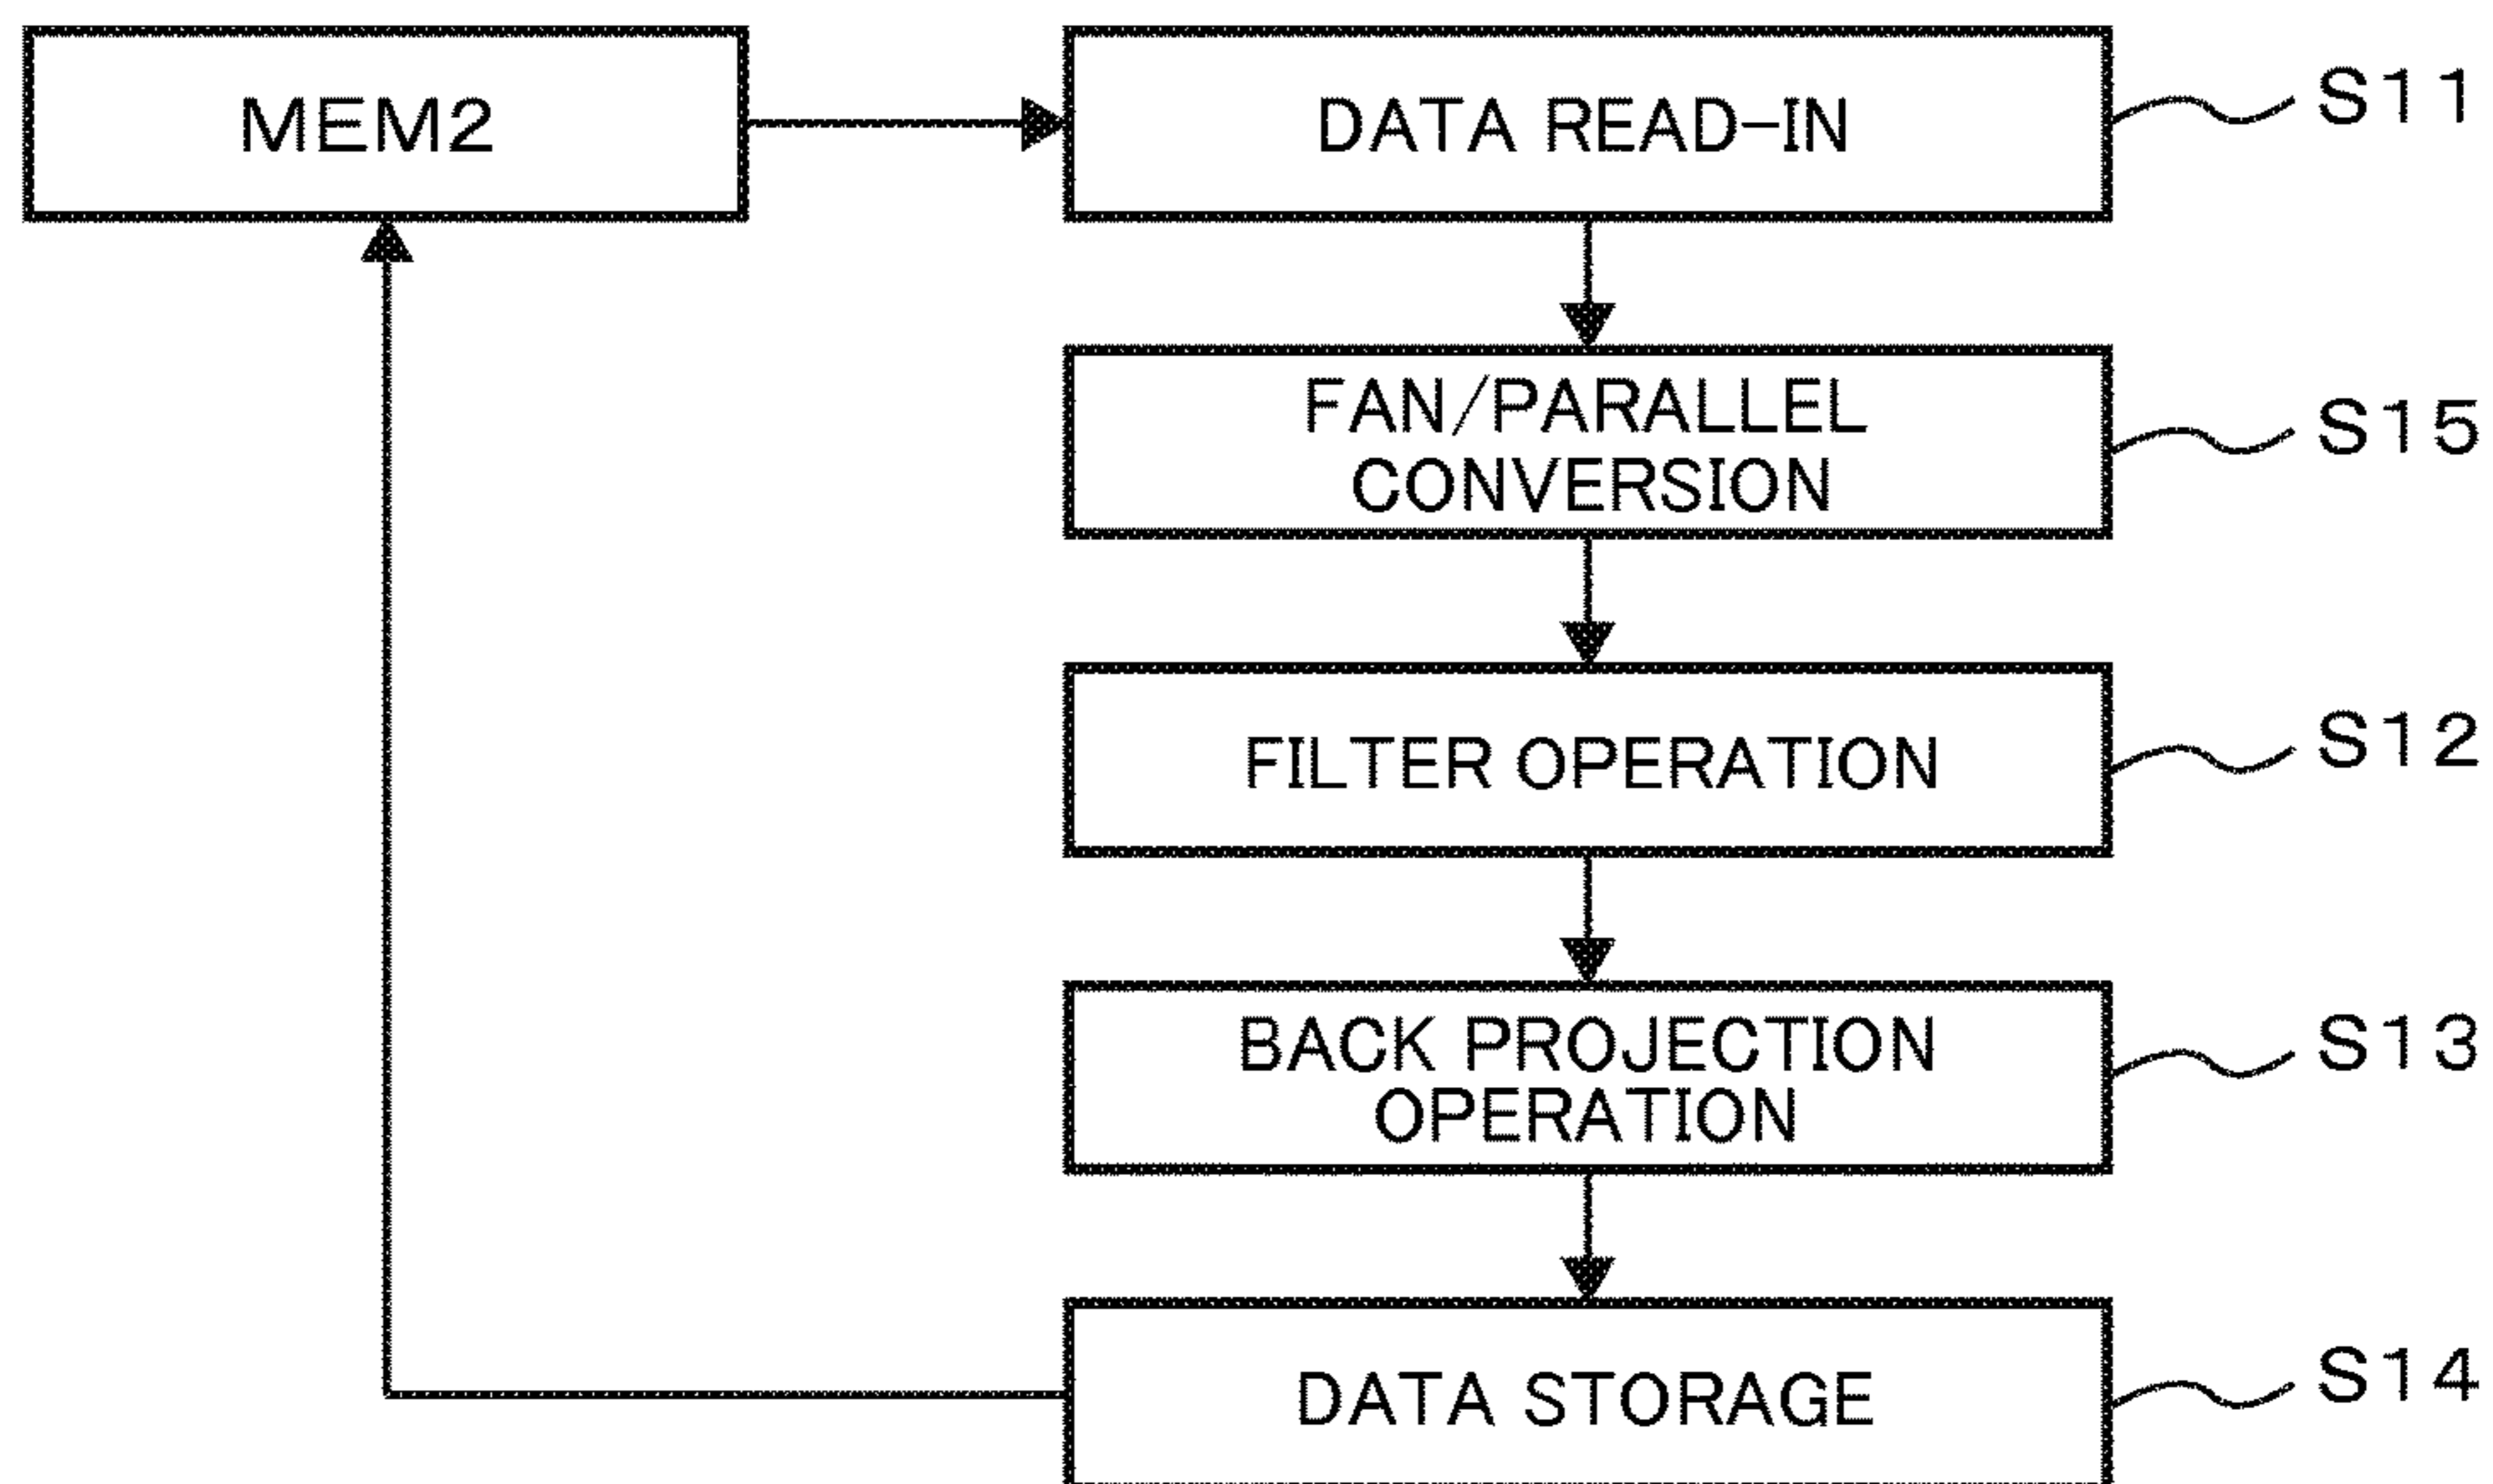 MEM2
DATA READ-IN
S11
FAN/PARALLEL
CONVERSION
S15
FILTER OPERATION
S12
BACK PROJECTION
OPERATION
S13
DATA STORAGE
S14